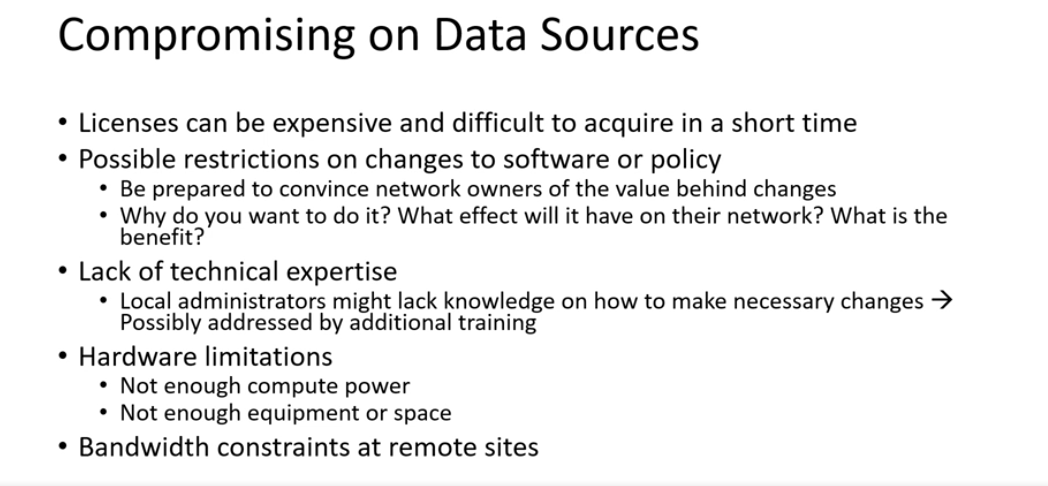 Compromising on Data Sources
• Licenses can be expensive and difficult to acquire in a short time
• Possible restrictions on changes to software or policy
• Be prepared to convince network owners of the value behind changes
• Why do you want to do it? What effect will it have on their network? What is the
benefit?
• Lack of technical expertise
• Local administrators might lack knowledge on how to make necessary changes →
Possibly addressed by additional training
• Hardware limitations
• Not enough compute power
• Not enough equipment or space
• Bandwidth constraints at remote sites